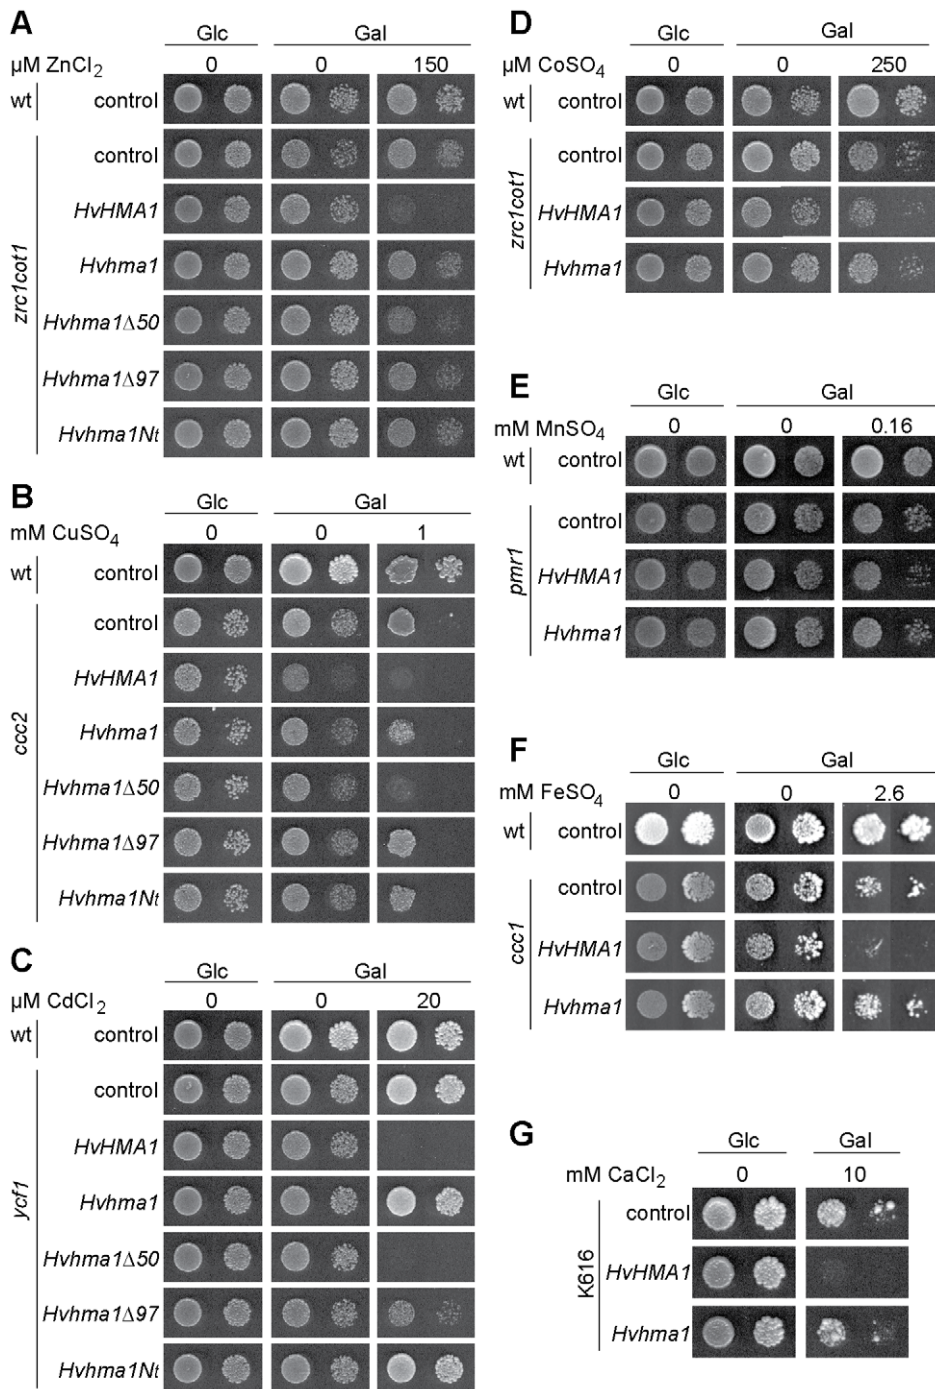 A
Glc Gal
μM ZnCl2 0 0 150
wt control
zrc1cot1
control
HvHMA1
Hvhma1
Hvhma1Δ50
Hvhma1Δ97
Hvhma1Nt
B
Glc Gal
mM CuSO4 0 0 1
wt control
ccc2
control
HvHMA1
Hvhma1
Hvhma1Δ50
Hvhma1Δ97
Hvhma1Nt
C
Glc Gal
μM CdCl2 0 0 20
wt control
ycf1
control
HvHMA1
Hvhma1
Hvhma1Δ50
Hvhma1Δ97
Hvhma1Nt
D
Glc Gal
μM CoSO4 0 0 250
wt control
zrc1cot1
control
HvHMA1
Hvhma1
E
Glc Gal
mM MnSO4 0 0 0.16
wt control
pmr1
control
HvHMA1
Hvhma1
F
Glc Gal
mM FeSO4 0 0 2.6
wt control
ccc1
control
HvHMA1
Hvhma1
G
Glc Gal
mM CaCl2 0 10
K616
control
HvHMA1
Hvhma1